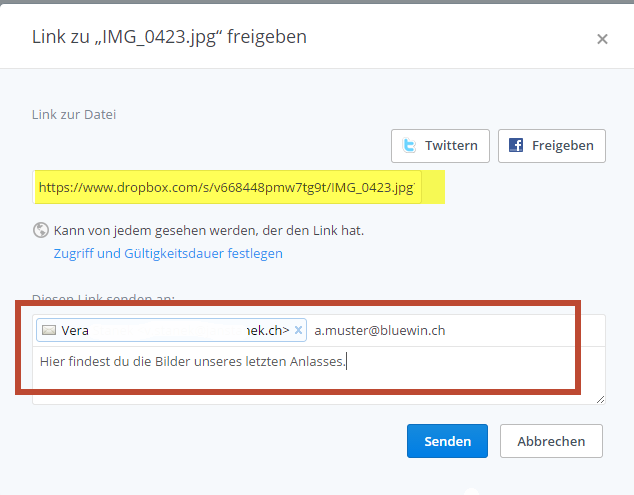 Link zu „IMG_0423.jpg“ freigeben
Link zur Datei
Twittern
Freigeben
https://www.dropbox.com/s/v668448pmw7tg9t/IMG_0423.jpg
Kann von jedem gesehen werden, der den Link hat.
Zugriff und Gültigkeitsdauer festlegen
Diesen Link senden an:
Vera nek.ch> x a.muster@bluewin.ch
Hier findest du die Bilder unseres letzten Anlasses.
Senden
Abbrechen